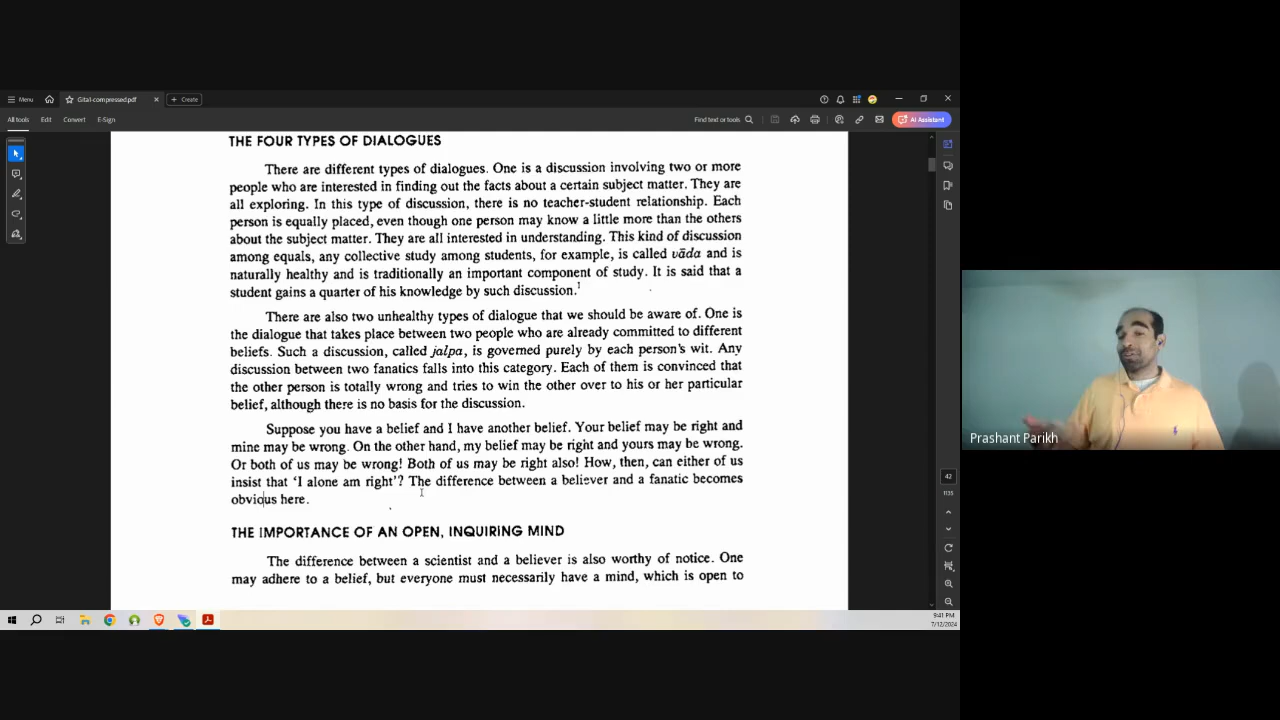 Menu
Gita1-compressed.pdf
Create
All tools
Edit
Convert
E-Sign
Find text or tools
AI Assistant
THE FOUR TYPES OF DIALOGUES
There are different types of dialogues. One is a discussion involving two or more
people who are interested in finding out the facts about a certain subject matter. They are
all exploring. In this type of discussion, there is no teacher-student relationship. Each
person is equally placed, even though one person may know a little more than the others
about the subject matter. They are all interested in understanding. This kind of discussion
among equals, any collective study among students, for example, is called vāda and is
naturally healthy and is traditionally an important component of study. It is said that a
student gains a quarter of his knowledge by such discussion.1
There are also two unhealthy types of dialogue that we should be aware of. One is
the dialogue that takes place between two people who are already committed to different
beliefs. Such a discussion, called jalpa, is governed purely by each person's wit. Any
discussion between two fanatics falls into this category. Each of them is convinced that
the other person is totally wrong and tries to win the other over to his or her particular
belief, although there is no basis for the discussion.
Suppose you have a belief and I have another belief. Your belief may be right and
mine may be wrong. On the other hand, my belief may be right and yours may be wrong.
Or both of us may be wrong! Both of us may be right also! How, then, can either of us
insist that 'I alone am right'? The difference between a believer and a fanatic becomes
obvious here.
THE IMPORTANCE OF AN OPEN, INQUIRING MIND
The difference between a scientist and a believer is also worthy of notice. One
may adhere to a belief, but everyone must necessarily have a mind, which is open to
Prashant Parikh
42
1135
9:41 PM
7/12/2024